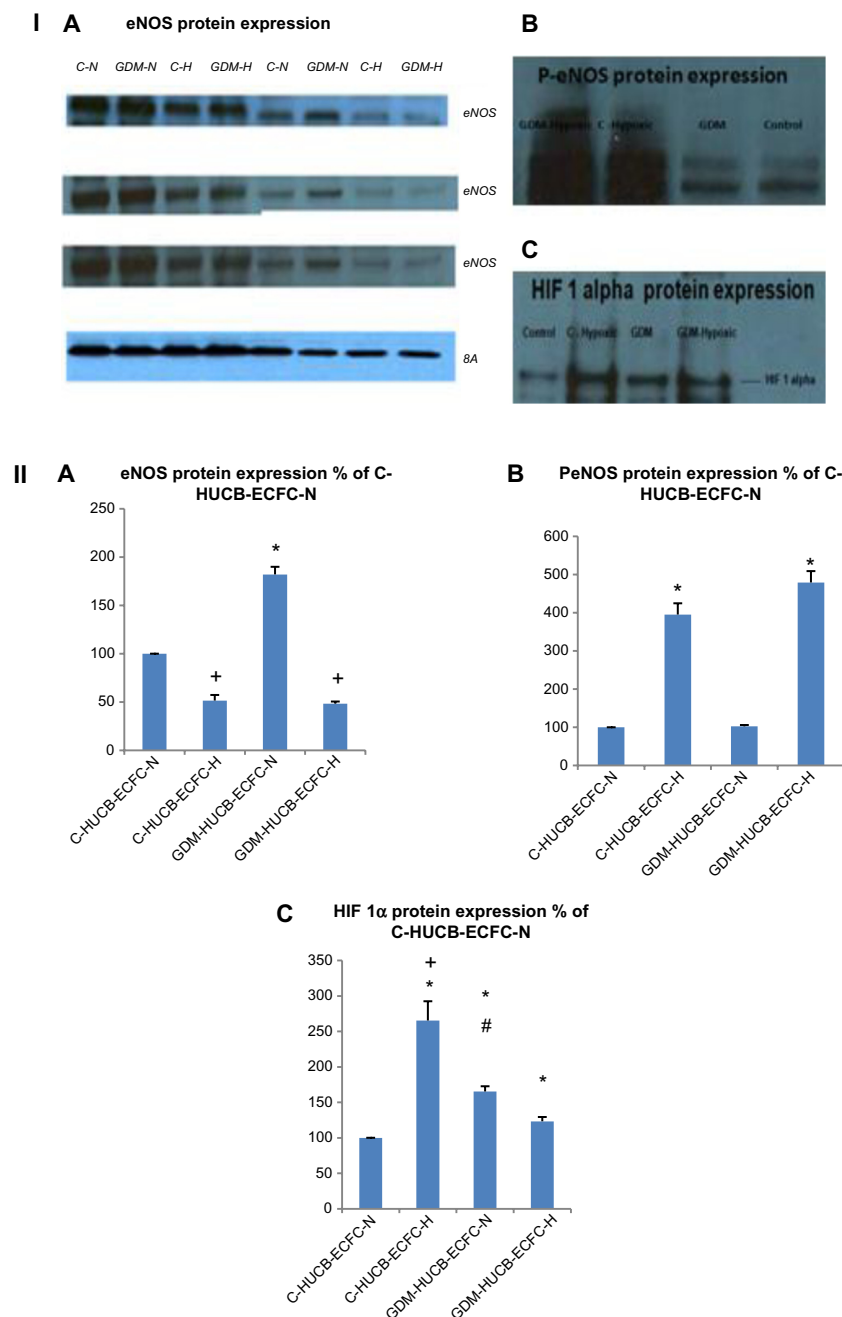 I A eNOS protein expression
C-N GDM-N C-H GDM-H C-N GDM-N C-H GDM-H
eNOS
eNOS
eNOS
8A
B
P-eNOS protein expression
GDM-Hypoxic C -Hypoxic GDM Control
C
HIF 1 alpha protein expression
Control C - Hypoxic GDM GDM-Hypoxic
HIF 1 alpha
II A eNOS protein expression % of C-
HUCB-ECFC-N
250
200
150
100
50
0
*
+
+
C-HUCB-ECFC-N
C-HUCB-ECFC-H
GDM-HUCB-ECFC-N
GDM-HUCB-ECFC-H
B PeNOS protein expression % of C-
HUCB-ECFC-N
600
500
400
300
200
100
0
*
*
C-HUCB-ECFC-N
C-HUCB-ECFC-H
GDM-HUCB-ECFC-N
GDM-HUCB-ECFC-H
C HIF 1α protein expression % of
C-HUCB-ECFC-N
350
300
250
200
150
100
50
0
+
*
*
#
*
C-HUCB-ECFC-N
C-HUCB-ECFC-H
GDM-HUCB-ECFC-N
GDM-HUCB-ECFC-H